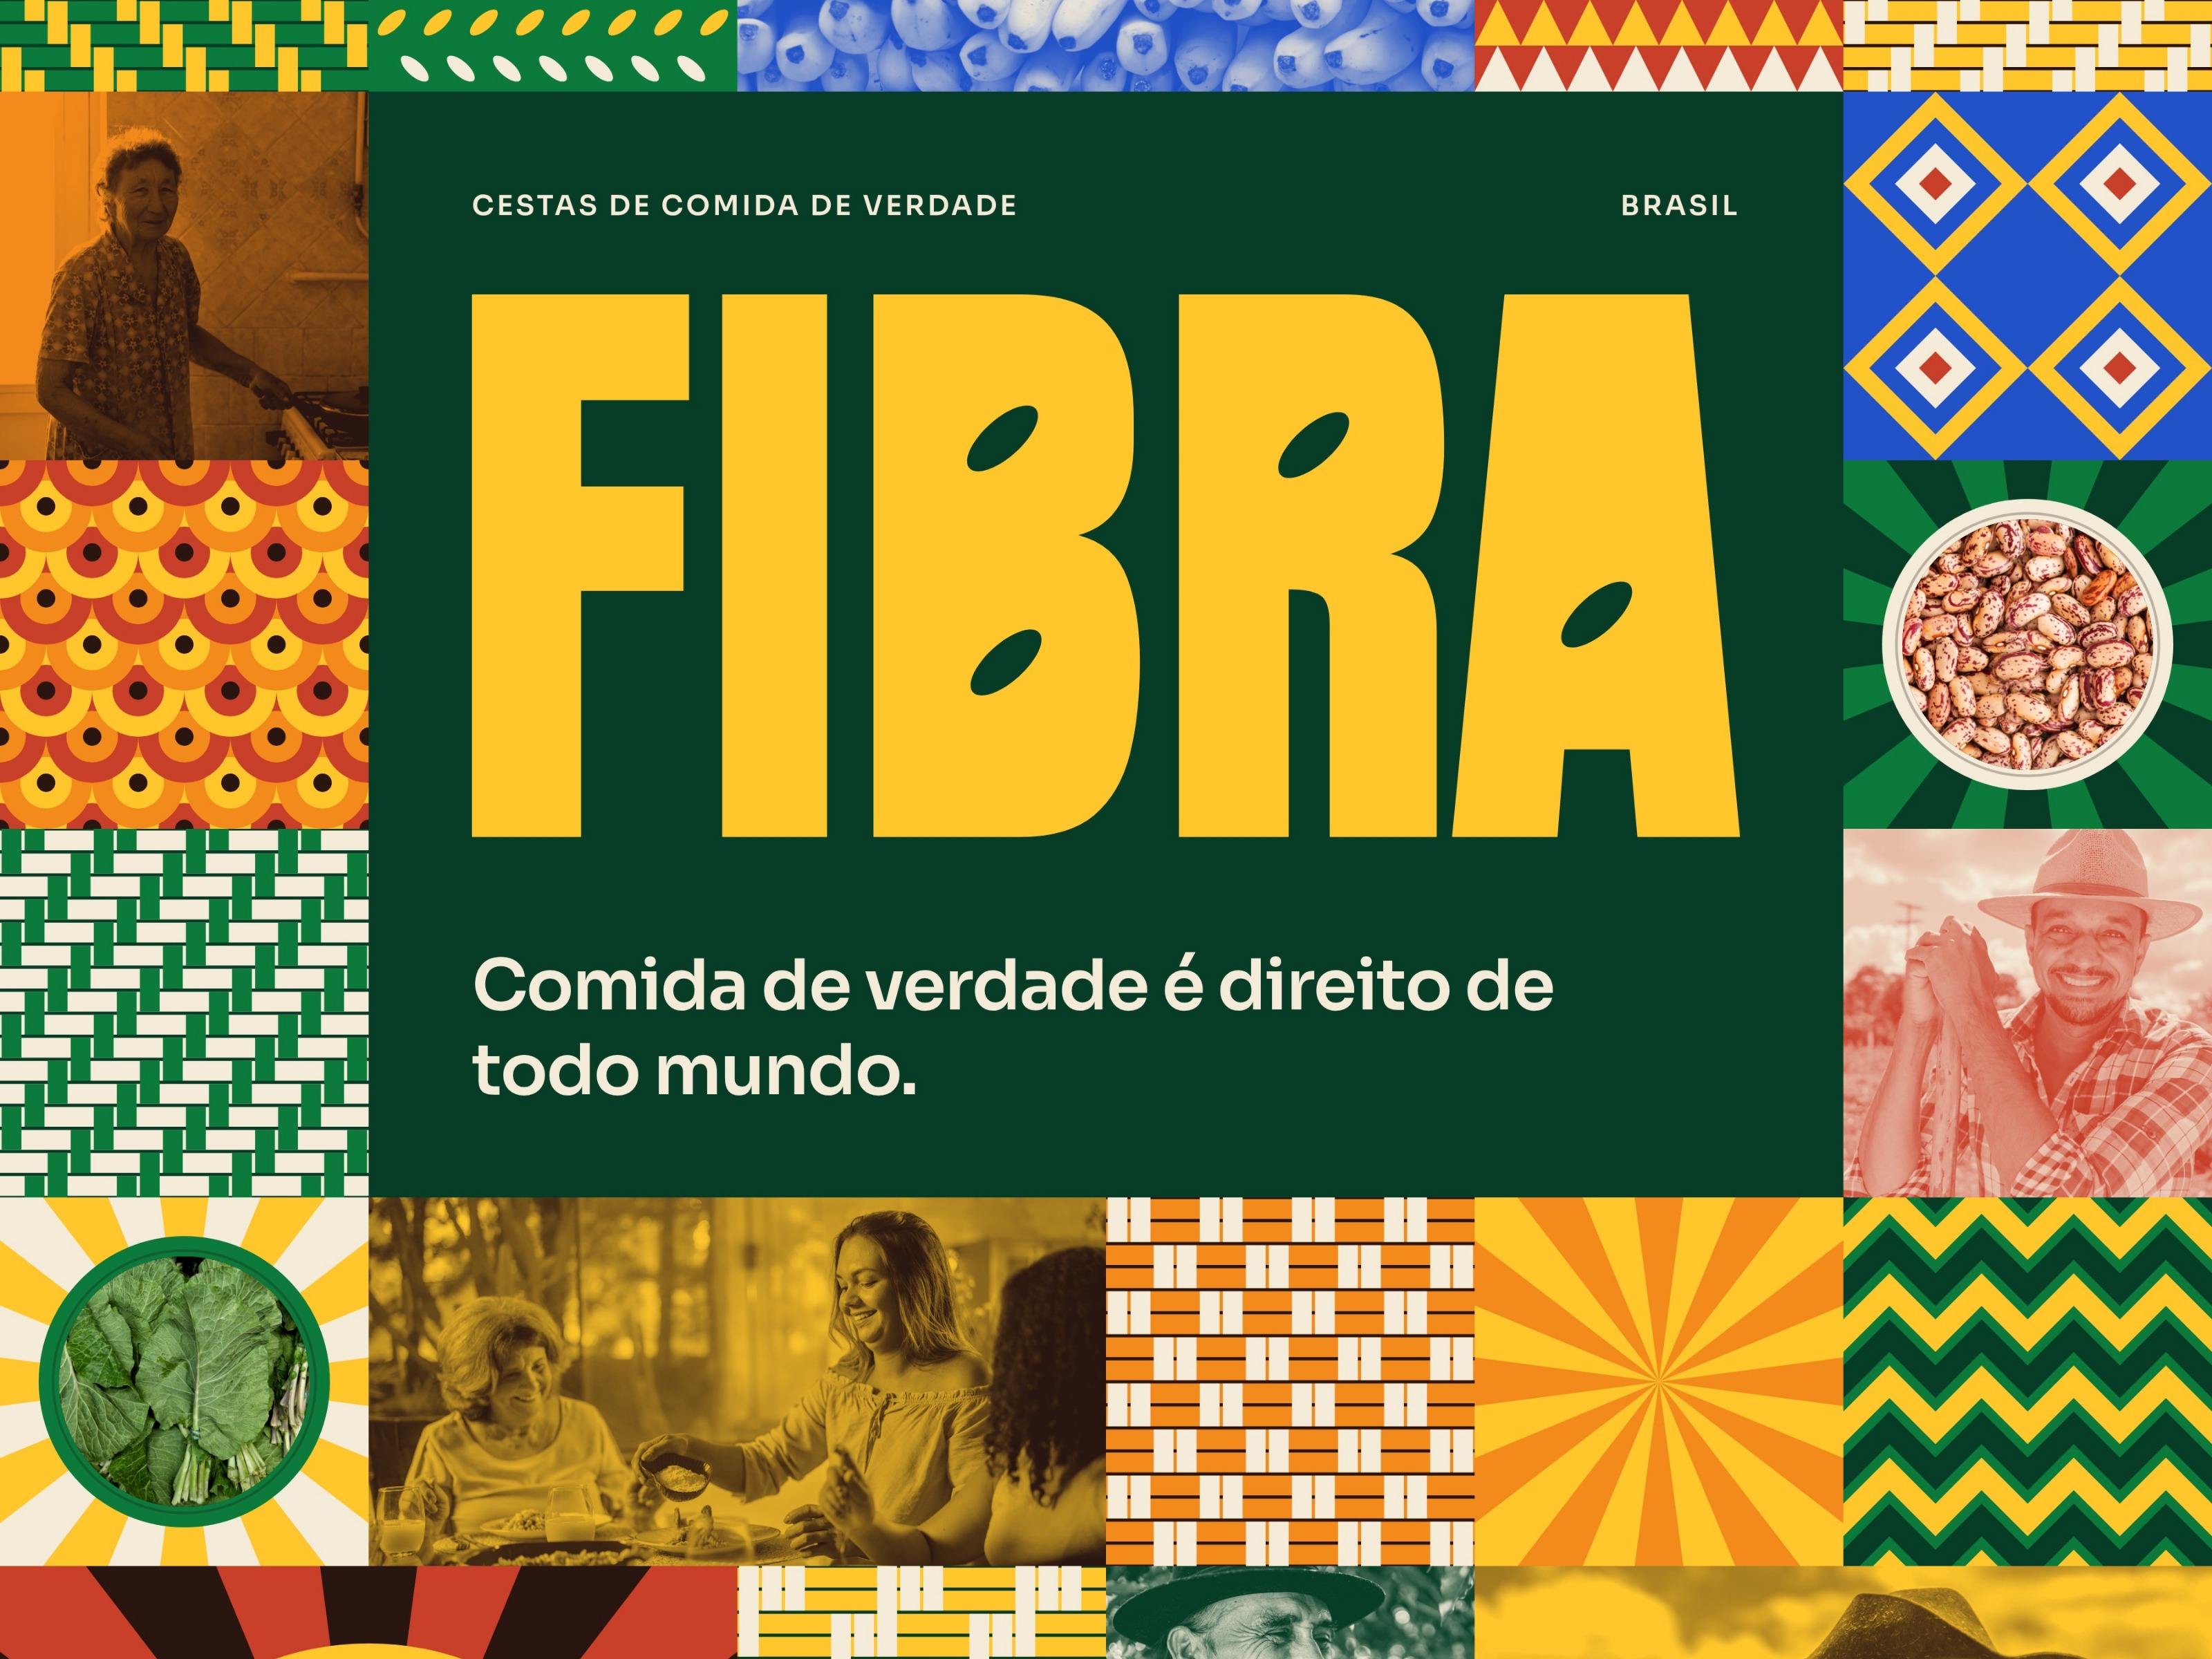 CESTAS DE COMIDA DE VERDADE
BRASIL
FIBRA
Comida de verdade é direito de
todo mundo.